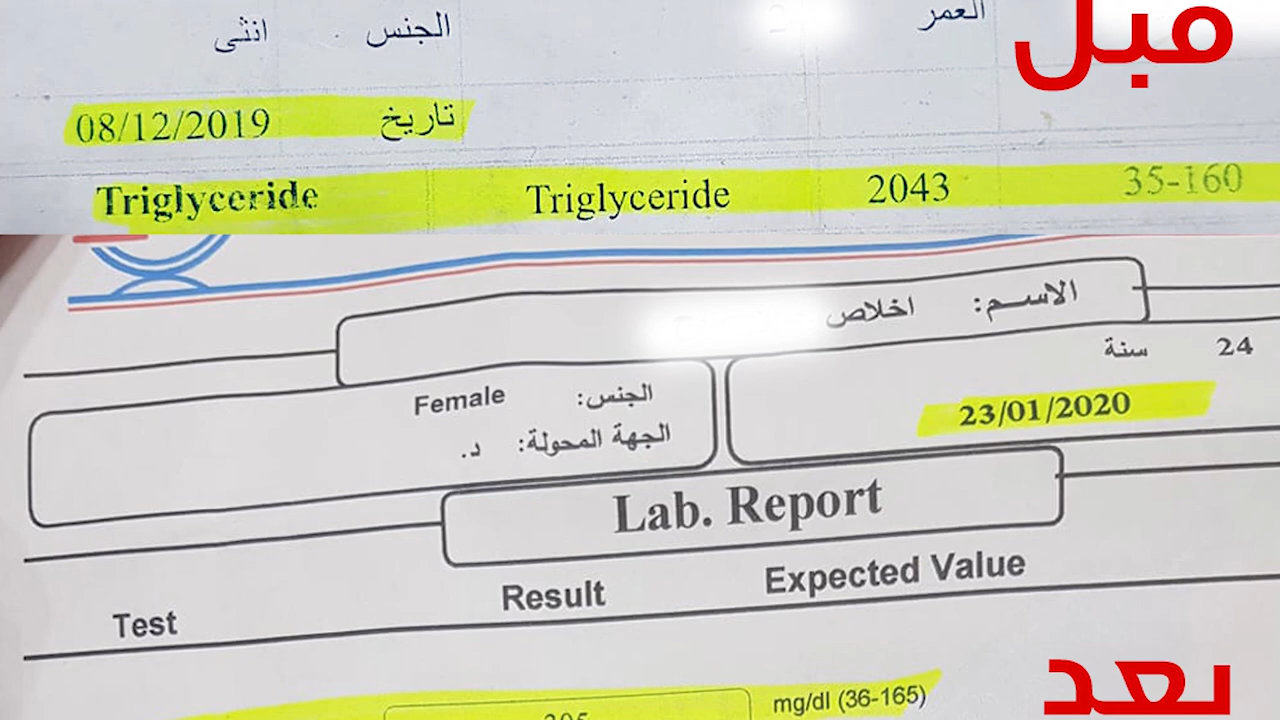 قبل
العمر
الجنس انثى
تاريخ 08/12/2019
Triglyceride Triglyceride 2043 35-160
الاسم: اخلاص
24 سنة
الجنس: Female
23/01/2020
الجهة المحولة: د.
Lab. Report
Test Result Expected Value
mg/dl (36-165)
بعد